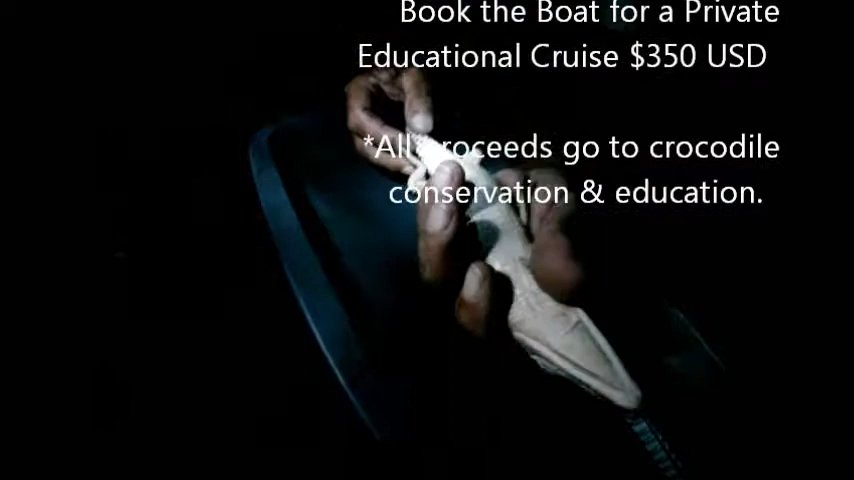 Book the Boat for a Private
Educational Cruise $350 USD
*All proceeds go to crocodile
conservation & education.